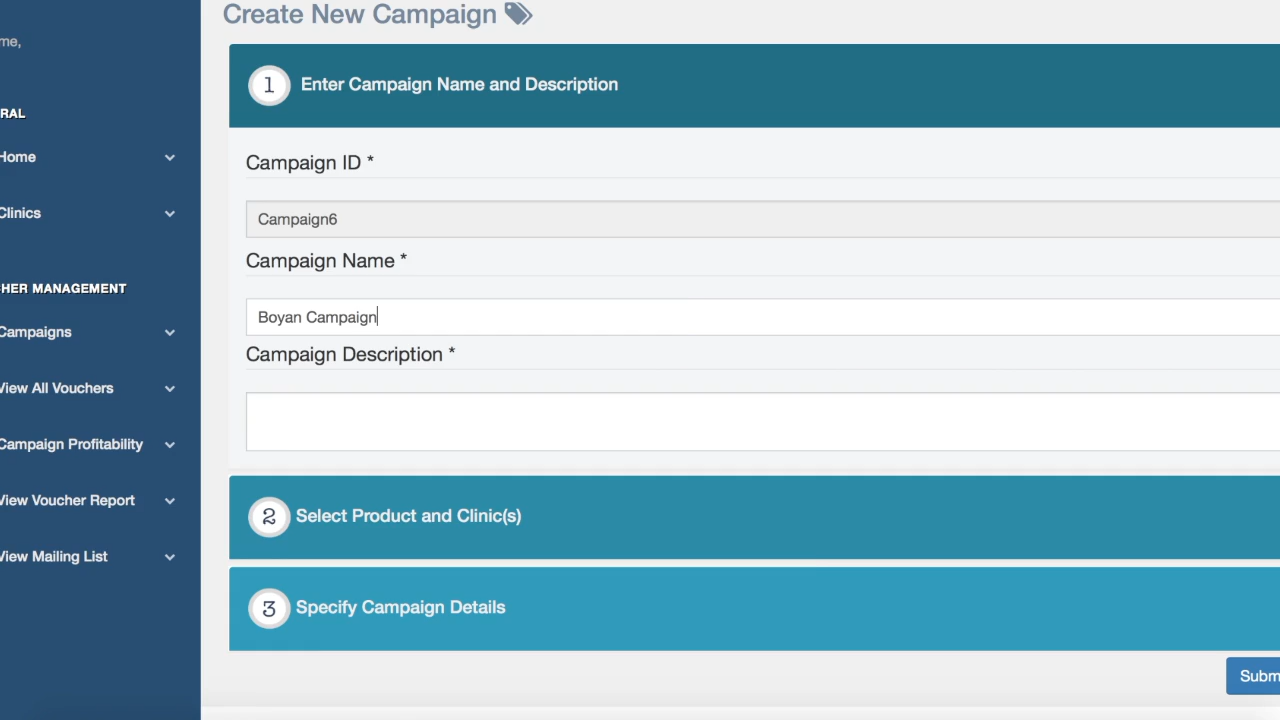 Create New Campaign
me,
1 Enter Campaign Name and Description
RAL
Home
Campaign ID *
Clinics
Campaign6
Campaign Name *
HER MANAGEMENT
Boyan Campaign
Campaigns
Campaign Description *
View All Vouchers
Campaign Profitability
View Voucher Report
2 Select Product and Clinic(s)
View Mailing List
3 Specify Campaign Details
Subm